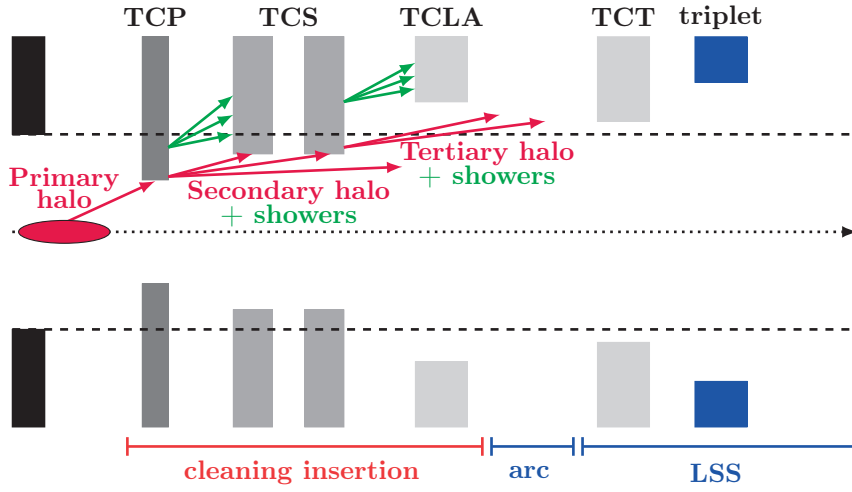 TCP
TCS
TCLA
TCT
triplet
Primary
halo
Secondary halo
+ showers
Tertiary halo
+ showers
cleaning insertion
arc
LSS